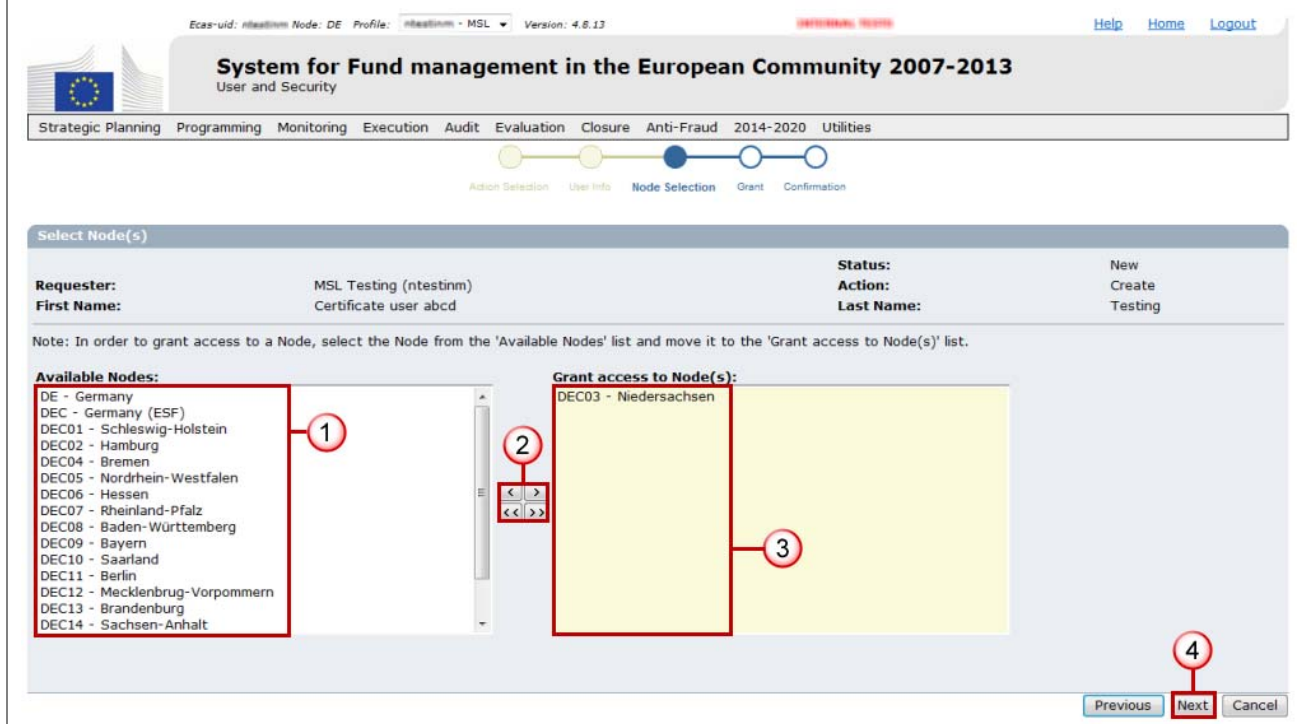 Ecas-uid: Node: DE Profile: - MSL Version: 4.8.13 Help Home Logout
System for Fund management in the European Community 2007-2013
User and Security
Strategic Planning Programming Monitoring Execution Audit Evaluation Closure Anti-Fraud 2014-2020 Utilities
Action Selection User Info Node Selection Grant Confirmation
Select Node(s)
Status: New
Requester: MSL Testing (ntestinm) Action: Create
First Name: Certificate user abcd Last Name: Testing
Note: In order to grant access to a Node, select the Node from the 'Available Nodes' list and move it to the 'Grant access to Node(s)' list.
Available Nodes: Grant access to Node(s):
DE - Germany DEC03 - Niedersachsen
DEC - Germany (ESF)
DEC01 - Schleswig-Holstein
DEC02 - Hamburg
DEC04 - Bremen
DEC05 - Nordrhein-Westfalen
DEC06 - Hessen
DEC07 - Rheinland-Pfalz
DEC08 - Baden-Württemberg
DEC09 - Bayern
DEC10 - Saarland
DEC11 - Berlin
DEC12 - Mecklenbrug-Vorpommern
DEC13 - Brandenburg
DEC14 - Sachsen-Anhalt
1
2
< >
<< >>
3
4
Previous Next Cancel